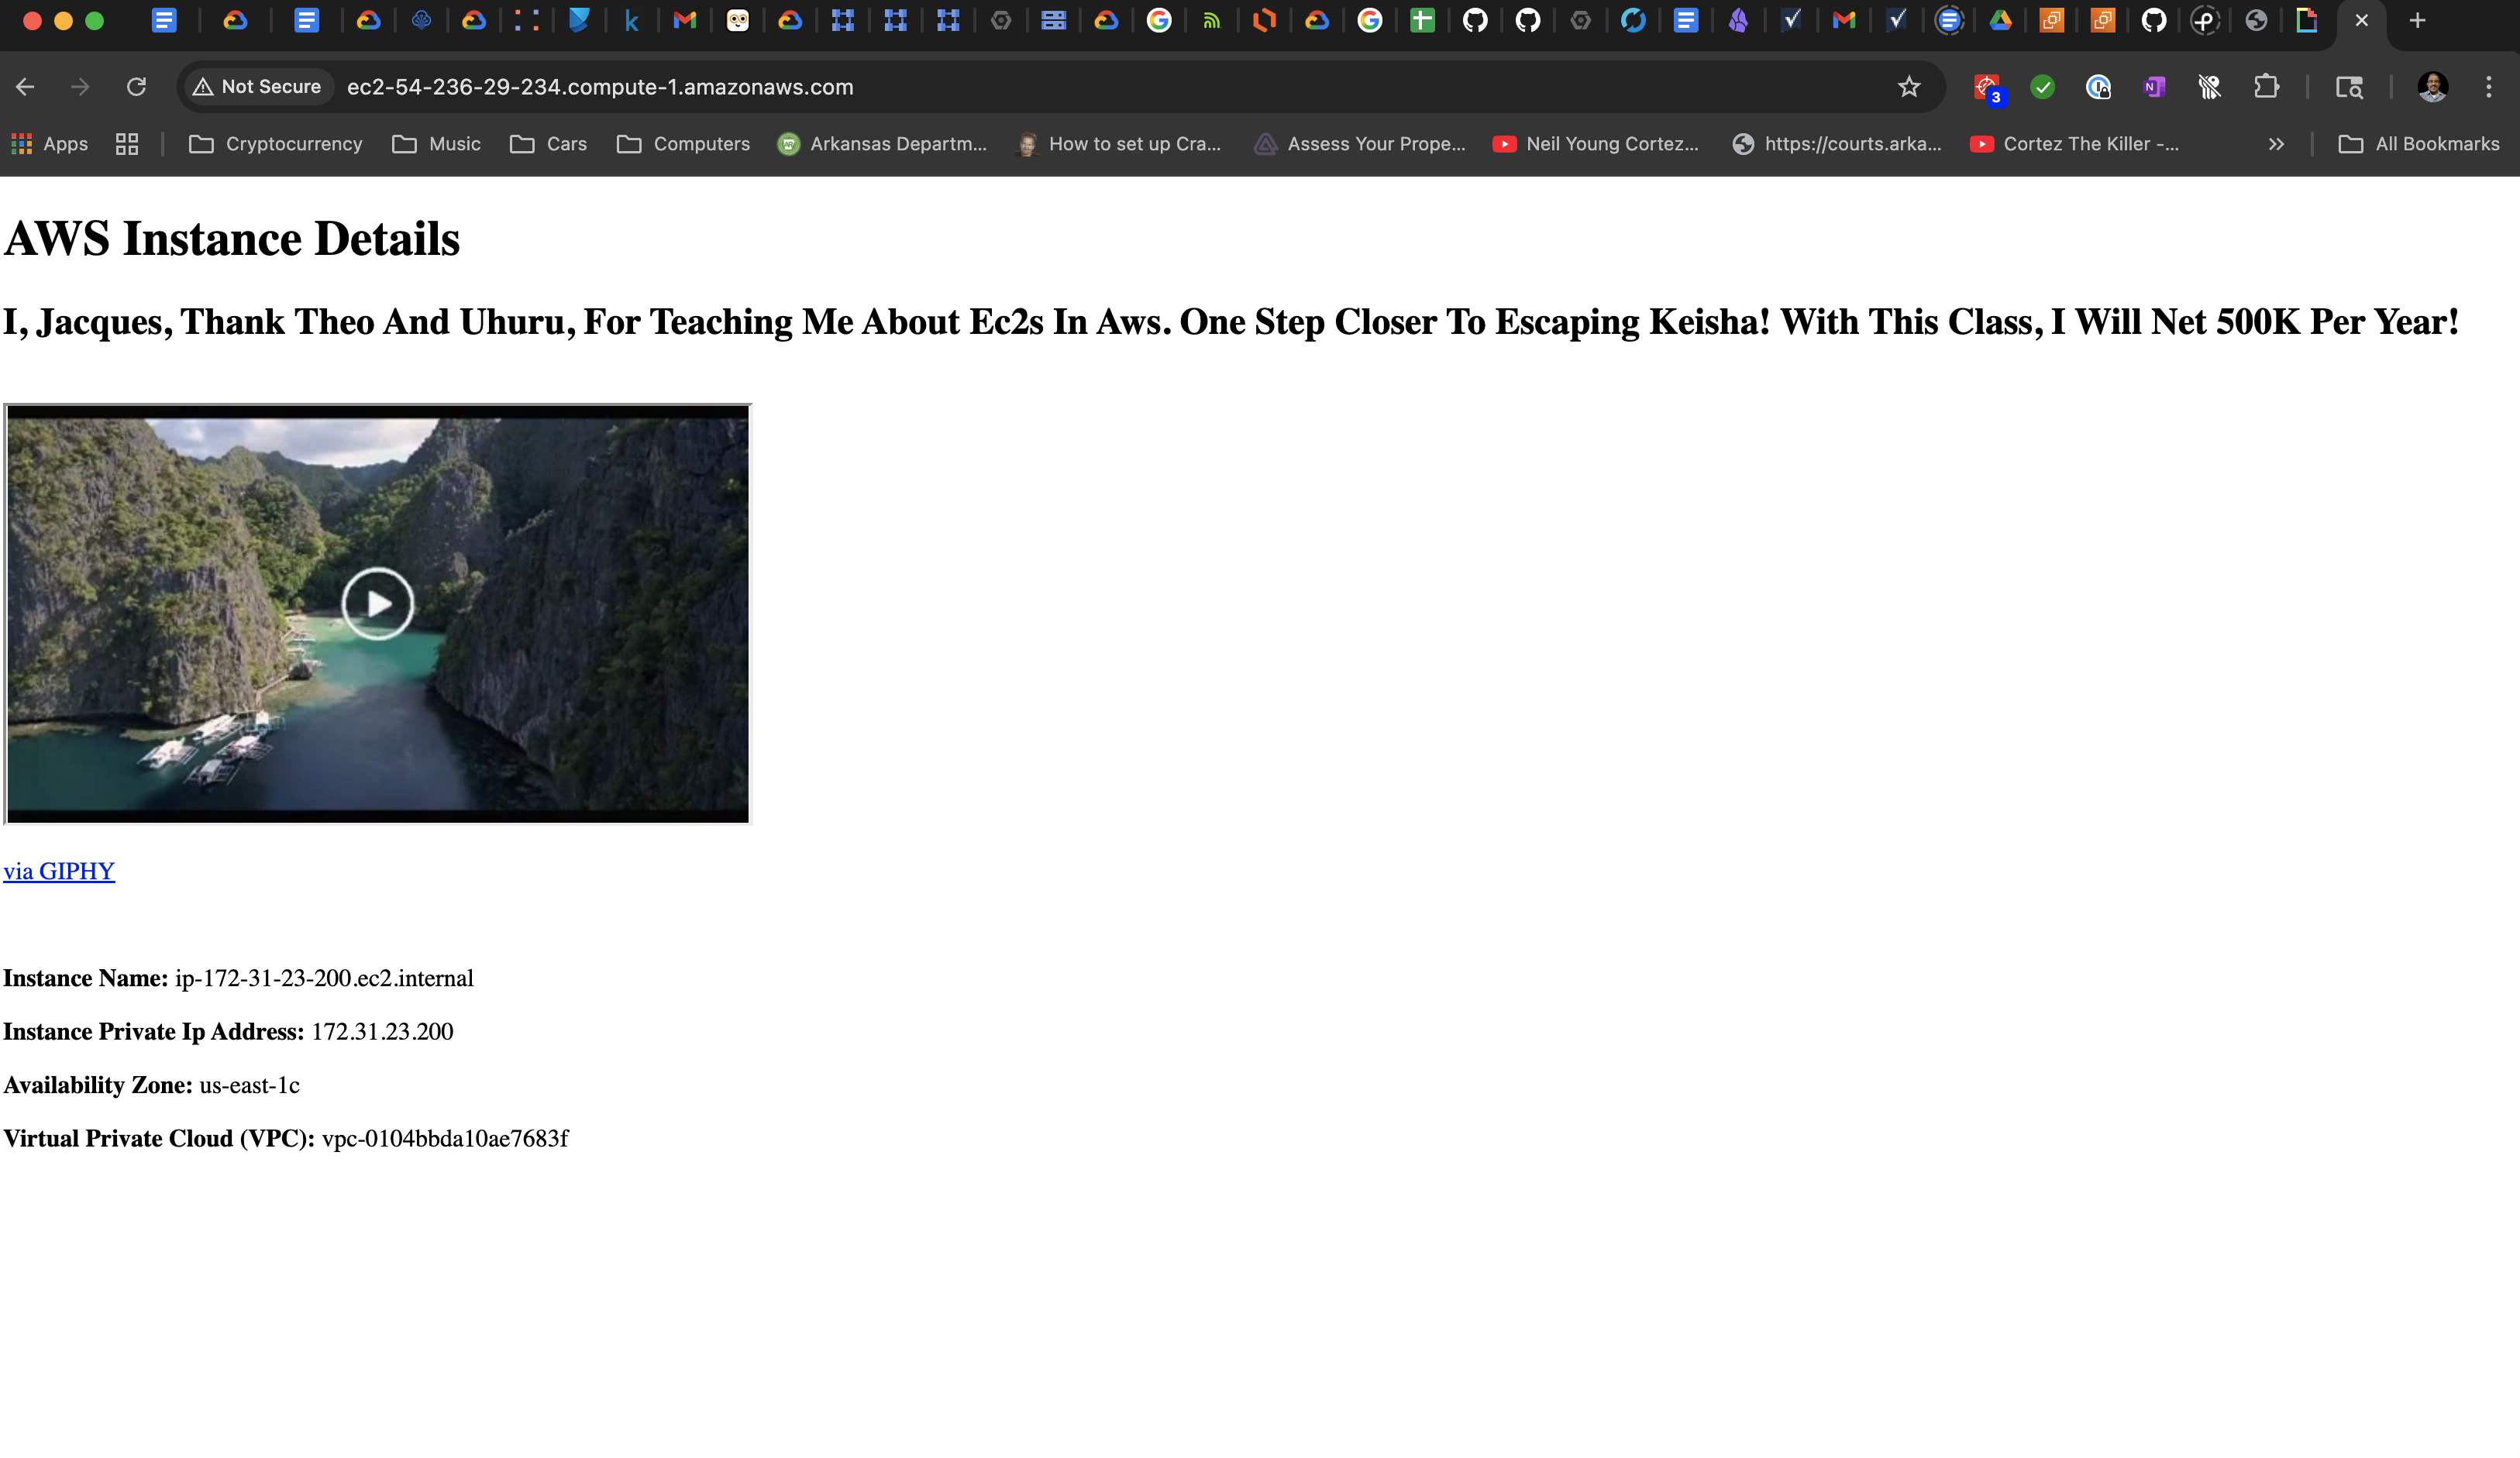 Not Secure ec2-54-236-29-234.compute-1.amazonaws.com 3
Apps Cryptocurrency Music Cars Computers Arkansas Departm... How to set up Cra... Assess Your Prope... Neil Young Cortez... https://courts.arka... Cortez The Killer -... All Bookmarks
AWS Instance Details
I, Jacques, Thank Theo And Uhuru, For Teaching Me About Ec2s In Aws. One Step Closer To Escaping Keisha! With This Class, I Will Net 500K Per Year!
via GIPHY
Instance Name: ip-172-31-23-200.ec2.internal
Instance Private Ip Address: 172.31.23.200
Availability Zone: us-east-1c
Virtual Private Cloud (VPC): vpc-0104bbda10ae7683f